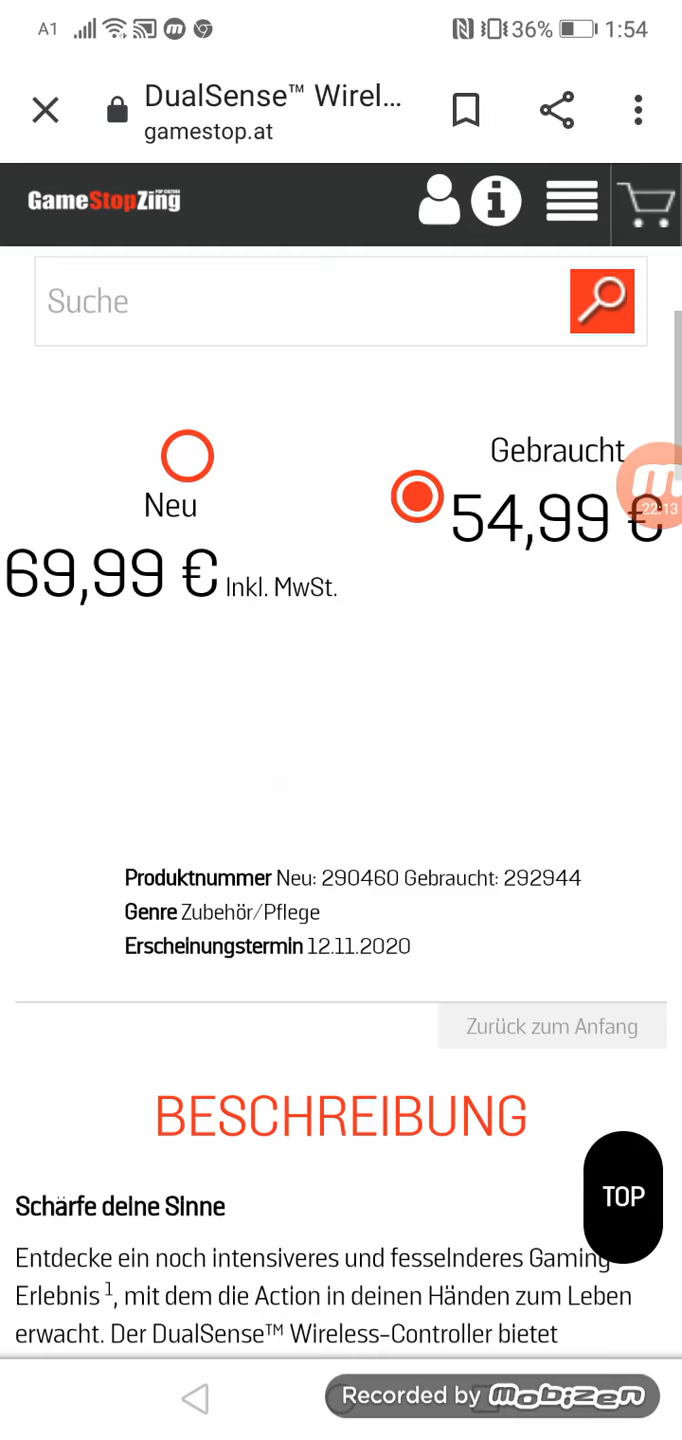 A1 36% 1:54
DualSense™ Wirel...
gamestop.at
GameStopZing
Suche
Gebraucht
54,99 €
22:13
Neu
69,99 € Inkl. MwSt.
Produktnummer Neu: 290460 Gebraucht: 292944
Genre Zubehör/Pflege
Erscheinungstermin 12.11.2020
Zurück zum Anfang
BESCHREIBUNG
TOP
Schärfe deine Sinne
Entdecke ein noch intensiveres und fesselnderes Gaming
Erlebnis ¹, mit dem die Action in deinen Händen zum Leben
erwacht. Der DualSense™ Wireless-Controller bietet
Recorded by mobizen